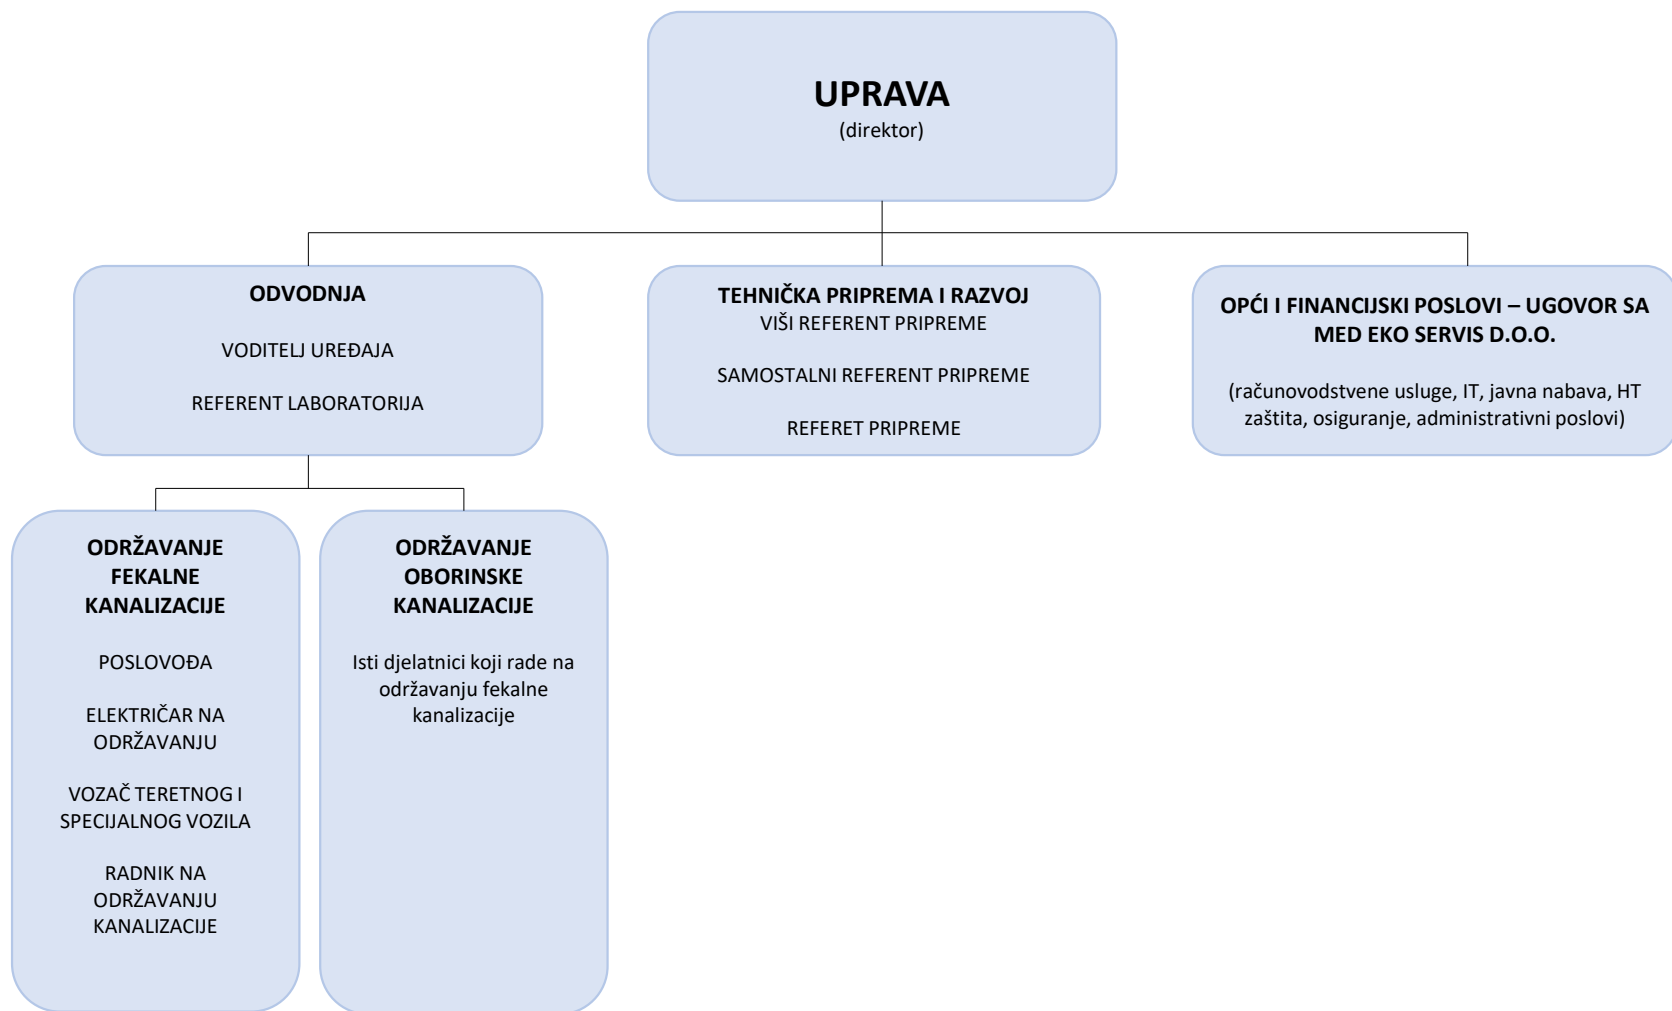 UPRAVA
(direktor)
ODVODNJA
VODITELJ UREĐAJA
REFERENT LABORATORIJA
TEHNIČKA PRIPREMA I RAZVOJ
VIŠI REFERENT PRIPREME
SAMOSTALNI REFERENT PRIPREME
REFERET PRIPREME
OPĆI I FINANCIJSKI POSLOVI – UGOVOR SA
MED EKO SERVIS D.O.O.
(računovodstvene usluge, IT, javna nabava, HT
zaštita, osiguranje, administrativni poslovi)
ODRŽAVANJE
FEKALNE
KANALIZACIJE
POSLOVOĐA
ELEKTRIČAR NA
ODRŽAVANJU
VOZAČ TERETNOG I
SPECIJALNOG VOZILA
RADNIK NA
ODRŽAVANJU
KANALIZACIJE
ODRŽAVANJE
OBORINSKE
KANALIZACIJE
Isti djelatnici koji rade na
održavanju fekalne
kanalizacije